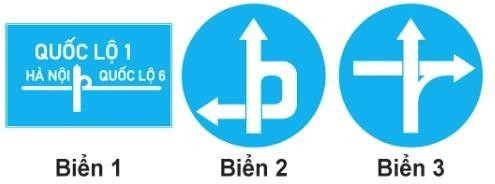 QUỐC LỘ 1
HÀ NỘI QUỐC LỘ 6
Biển 1 Biển 2 Biển 3